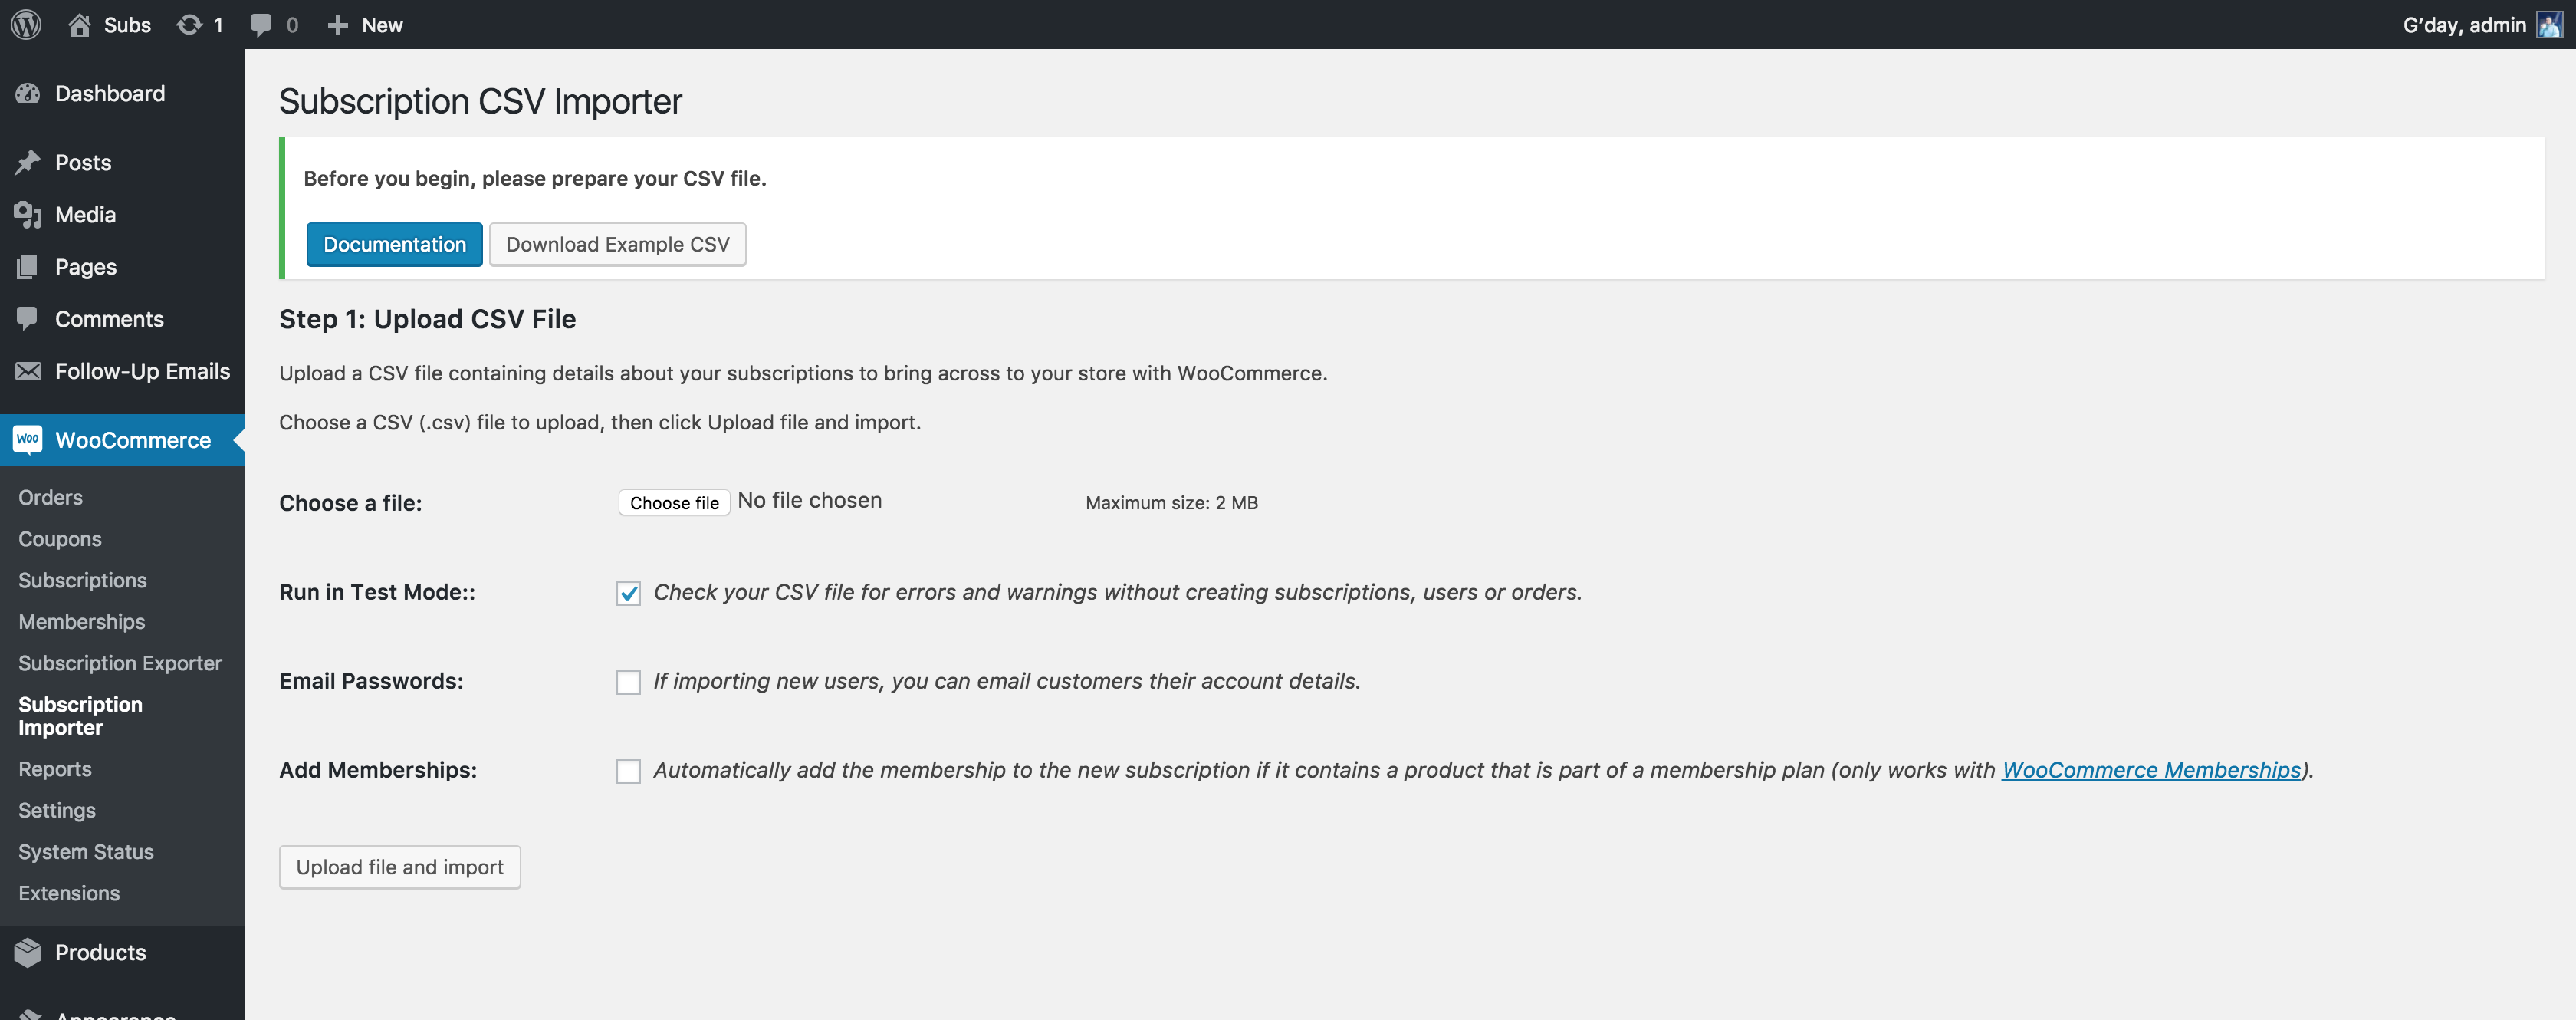 Subs 1 0 New G'day, admin
Dashboard
Posts
Media
Pages
Comments
Follow-Up Emails
Woo WooCommerce
Orders
Coupons
Subscriptions
Memberships
Subscription Exporter
Subscription
Importer
Reports
Settings
System Status
Extensions
Products
Appearance
Subscription CSV Importer
Before you begin, please prepare your CSV file.
Documentation Download Example CSV
Step 1: Upload CSV File
Upload a CSV file containing details about your subscriptions to bring across to your store with WooCommerce.
Choose a CSV (.csv) file to upload, then click Upload file and import.
Choose a file: Choose file No file chosen Maximum size: 2 MB
Run in Test Mode:: Check your CSV file for errors and warnings without creating subscriptions, users or orders.
Email Passwords: If importing new users, you can email customers their account details.
Add Memberships: Automatically add the membership to the new subscription if it contains a product that is part of a membership plan (only works with WooCommerce Memberships).
Upload file and import